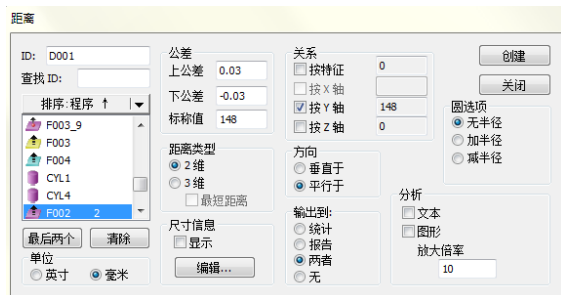 距离
ID: D001
查找 ID:
排序:程序 ↑
F003_9
F003
F004
CYL1
CYL4
F002 2
最后两个 清除
单位
英寸 毫米
公差
上公差 0.03
下公差 -0.03
标称值 148
距离类型
2维
3维
最短距离
尺寸信息
显示
编辑...
关系
按特征 0
按 X 轴
按 Y 轴 148
按 Z 轴 0
方向
垂直于
平行于
输出到:
统计
报告
两者
无
创建
关闭
圆选项
无半径
加半径
减半径
分析
文本
图形
放大倍率
10